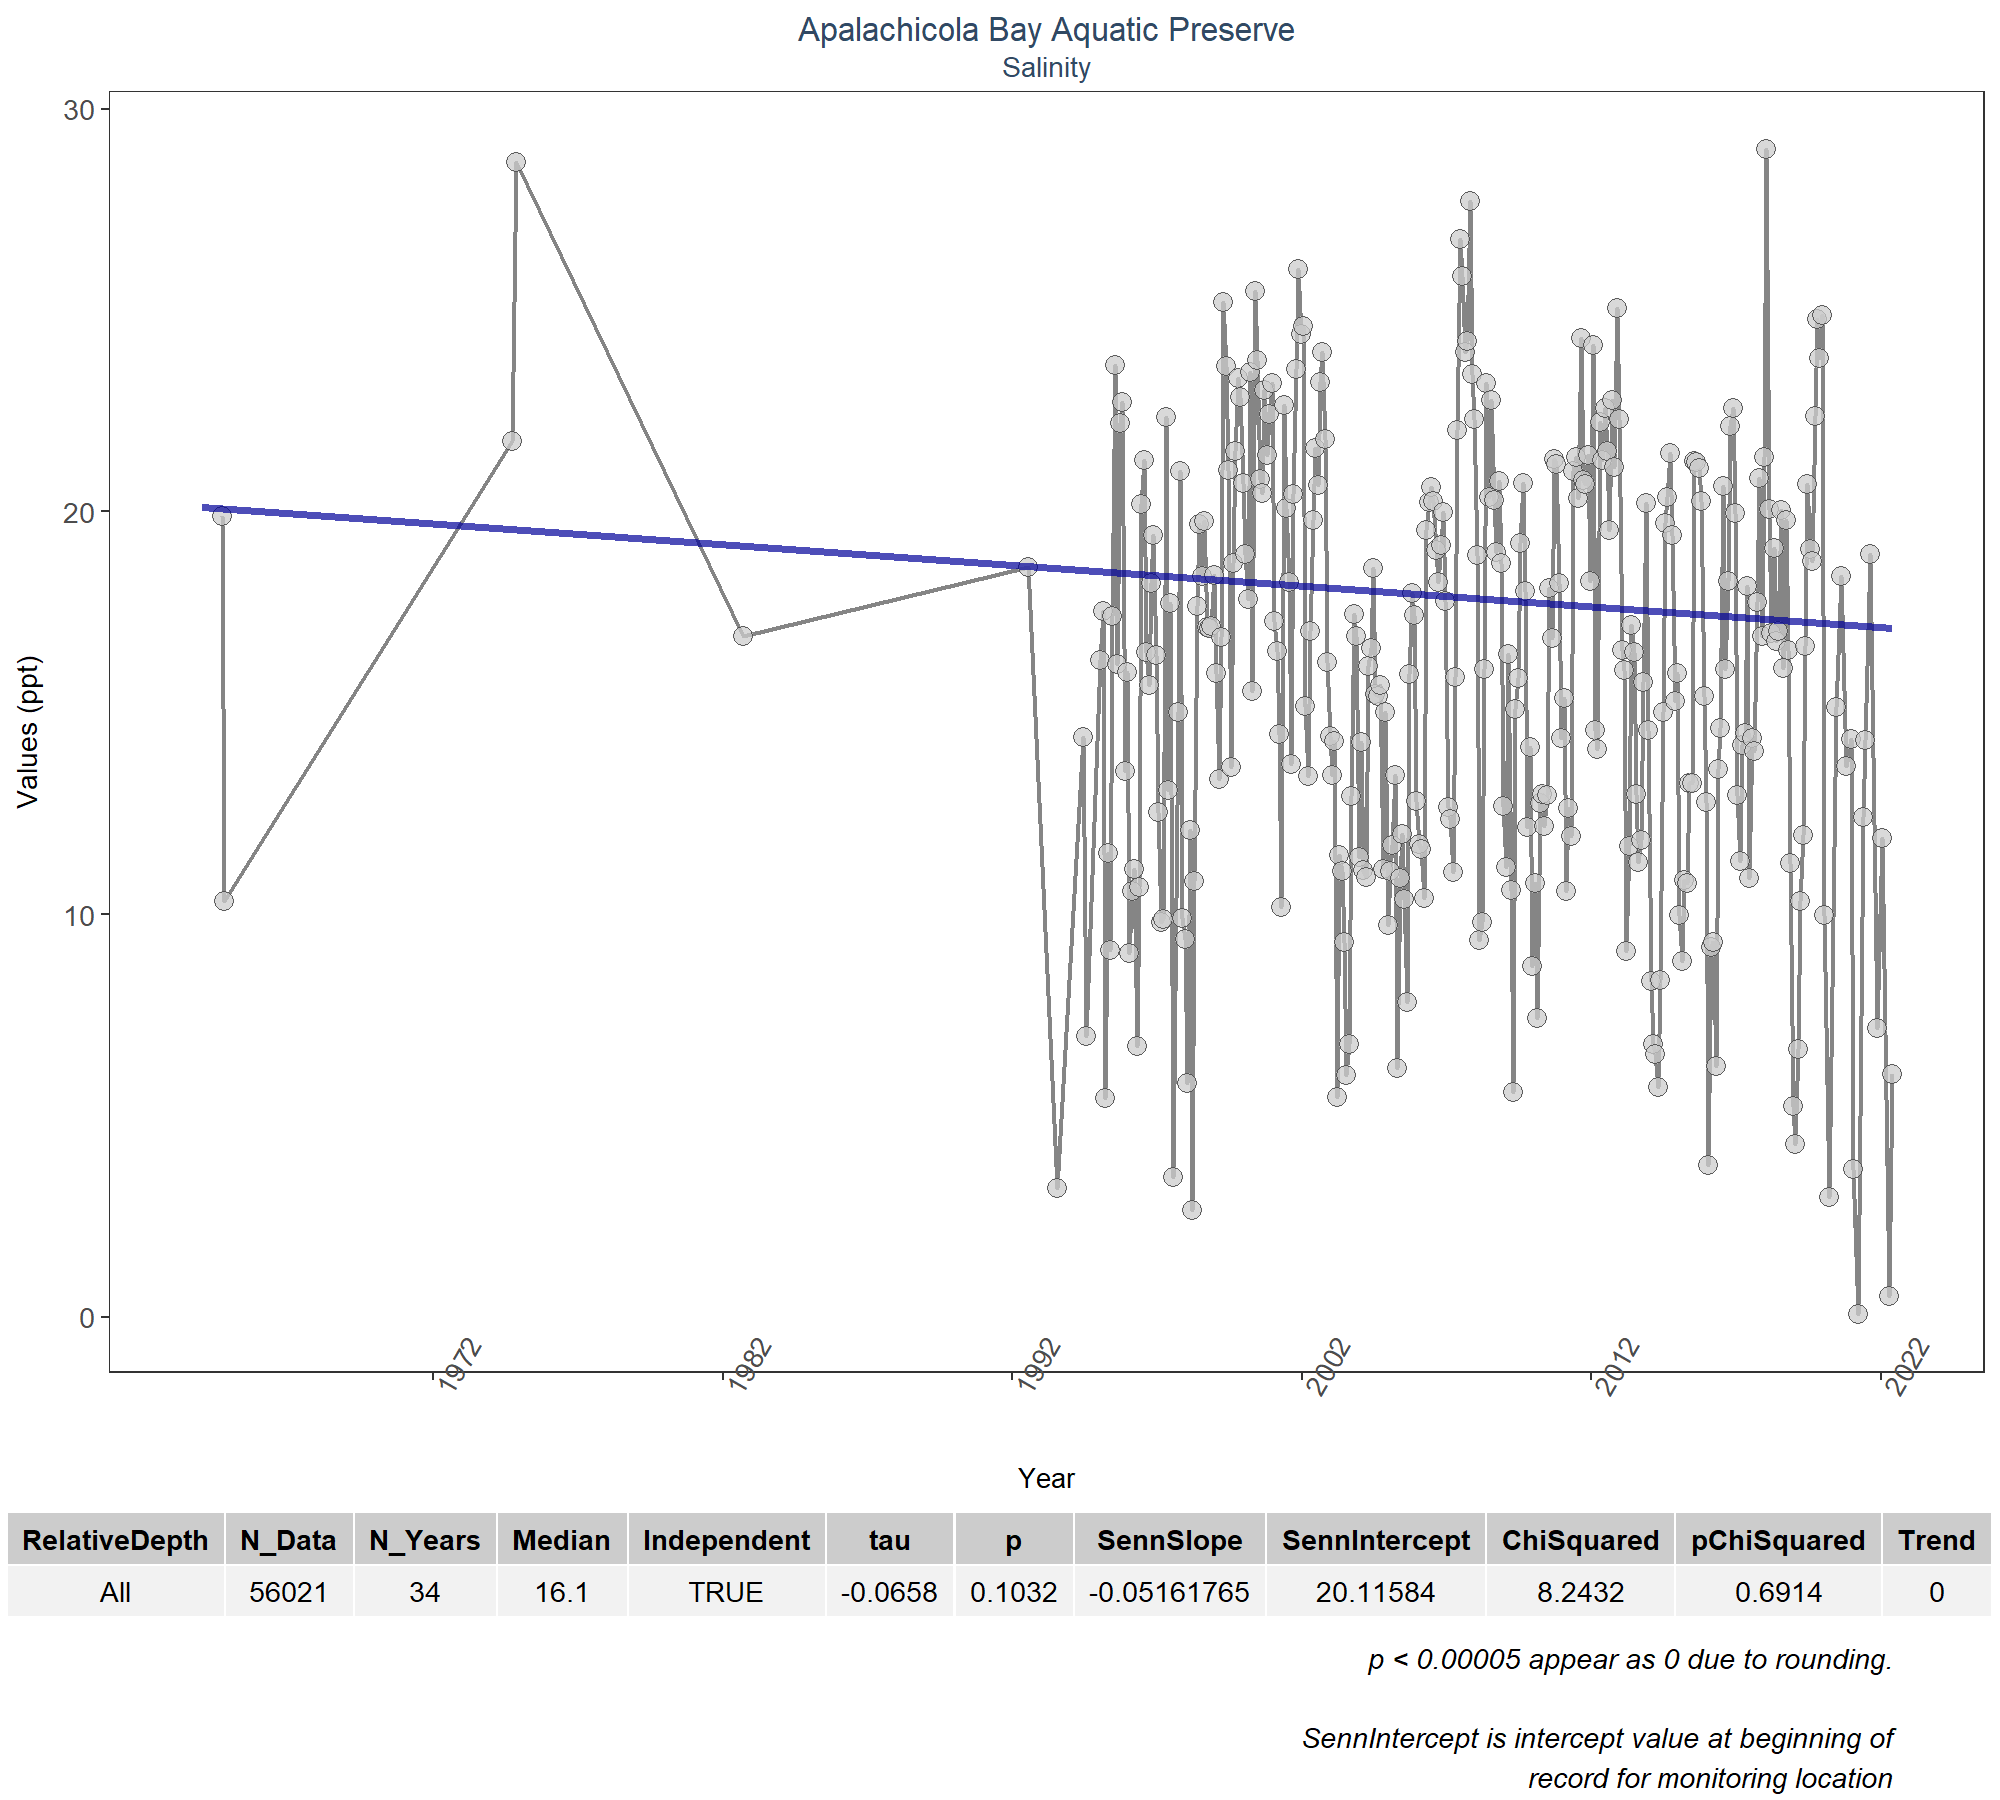 Apalachicola Bay Aquatic Preserve
Salinity
30
20
10
0
Values (ppt)
1972 1982 1992 2002 2012 2022
Year
RelativeDepth N_Data N_Years Median Independent tau p SennSlope SennIntercept ChiSquared pChiSquared Trend
All 56021 34 16.1 TRUE -0.0658 0.1032 -0.05161765 20.11584 8.2432 0.6914 0
p < 0.00005 appear as 0 due to rounding.
SennIntercept is intercept value at beginning of
record for monitoring location